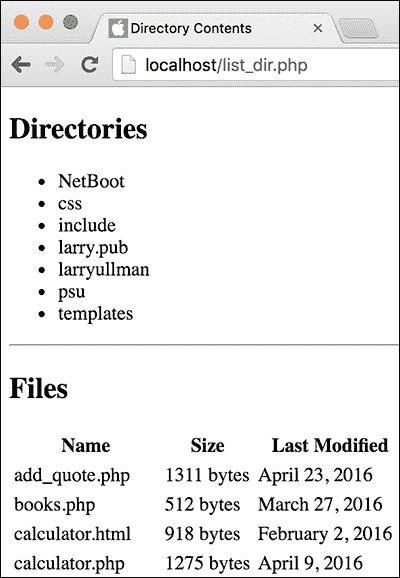 Directory Contents
localhost/list_dir.php
Directories
NetBoot
css
include
larry.pub
larryullman
psu
templates
Files
Name Size Last Modified
add_quote.php 1311 bytes April 23, 2016
books.php 512 bytes March 27, 2016
calculator.html 918 bytes February 2, 2016
calculator.php 1275 bytes April 9, 2016